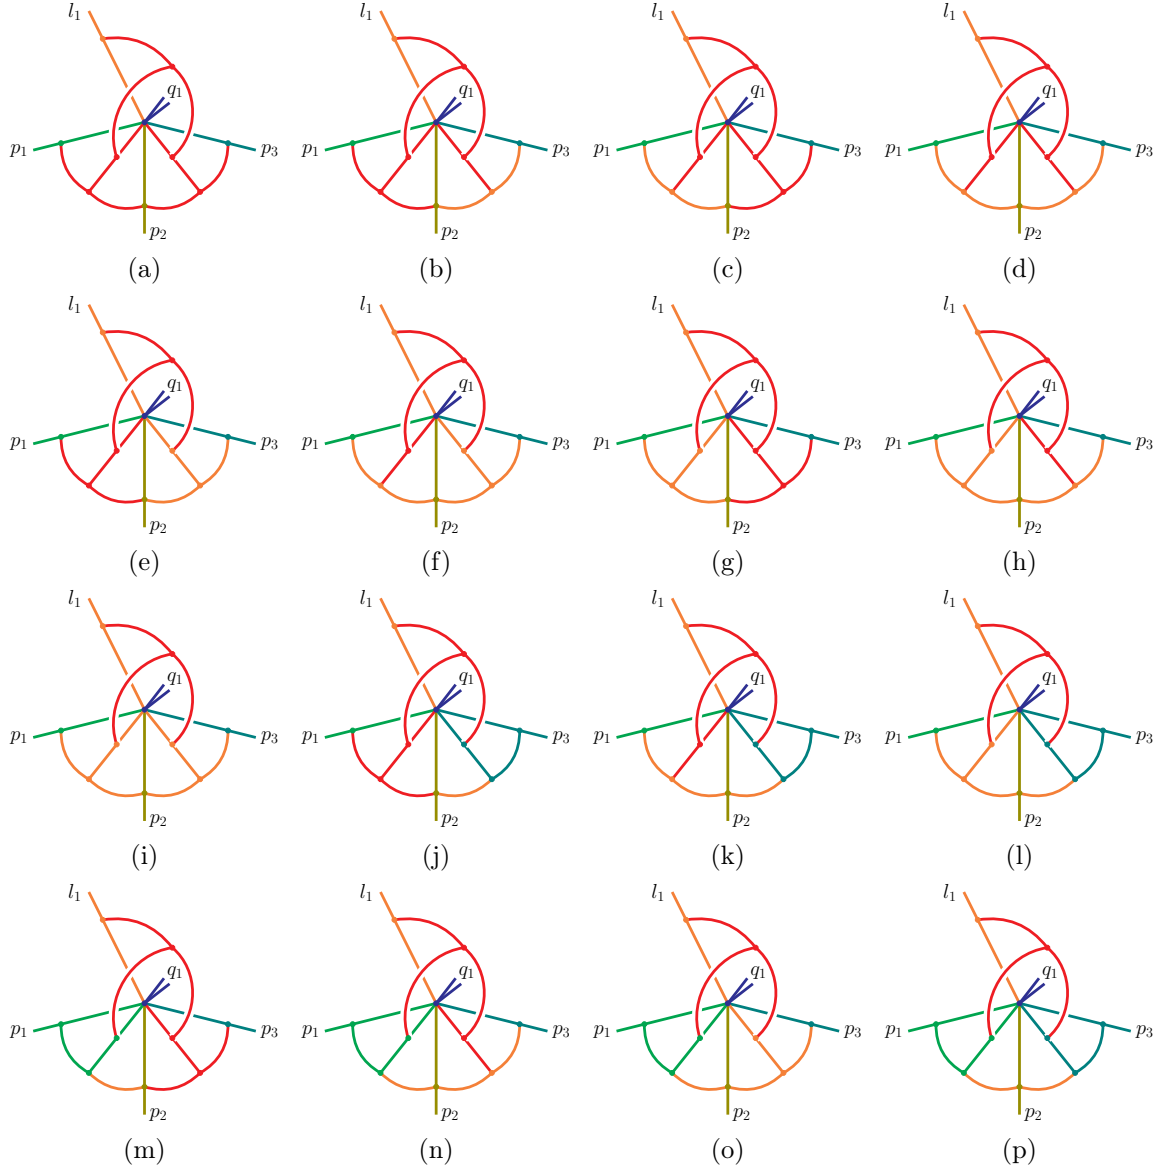 l₁ l₁ l₁ l₁
q₁ q₁ q₁ q₁
p₁ p₃ p₁ p₃ p₁ p₃ p₁ p₃
p₂ p₂ p₂ p₂
(a) (b) (c) (d)
l₁ l₁ l₁ l₁
q₁ q₁ q₁ q₁
p₁ p₃ p₁ p₃ p₁ p₃ p₁ p₃
p₂ p₂ p₂ p₂
(e) (f) (g) (h)
l₁ l₁ l₁ l₁
q₁ q₁ q₁ q₁
p₁ p₃ p₁ p₃ p₁ p₃ p₁ p₃
p₂ p₂ p₂ p₂
(i) (j) (k) (l)
l₁ l₁ l₁ l₁
q₁ q₁ q₁ q₁
p₁ p₃ p₁ p₃ p₁ p₃ p₁ p₃
p₂ p₂ p₂ p₂
(m) (n) (o) (p)